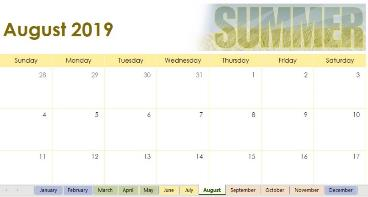 SUMMER
August 2019
Sunday Monday Tuesday Wednesday Thursday Friday Saturday
28 29 30 31 1 2 3
4 5 6 7 8 9 10
11 12 13 14 15 16 17
January February March April May June July August September October November December